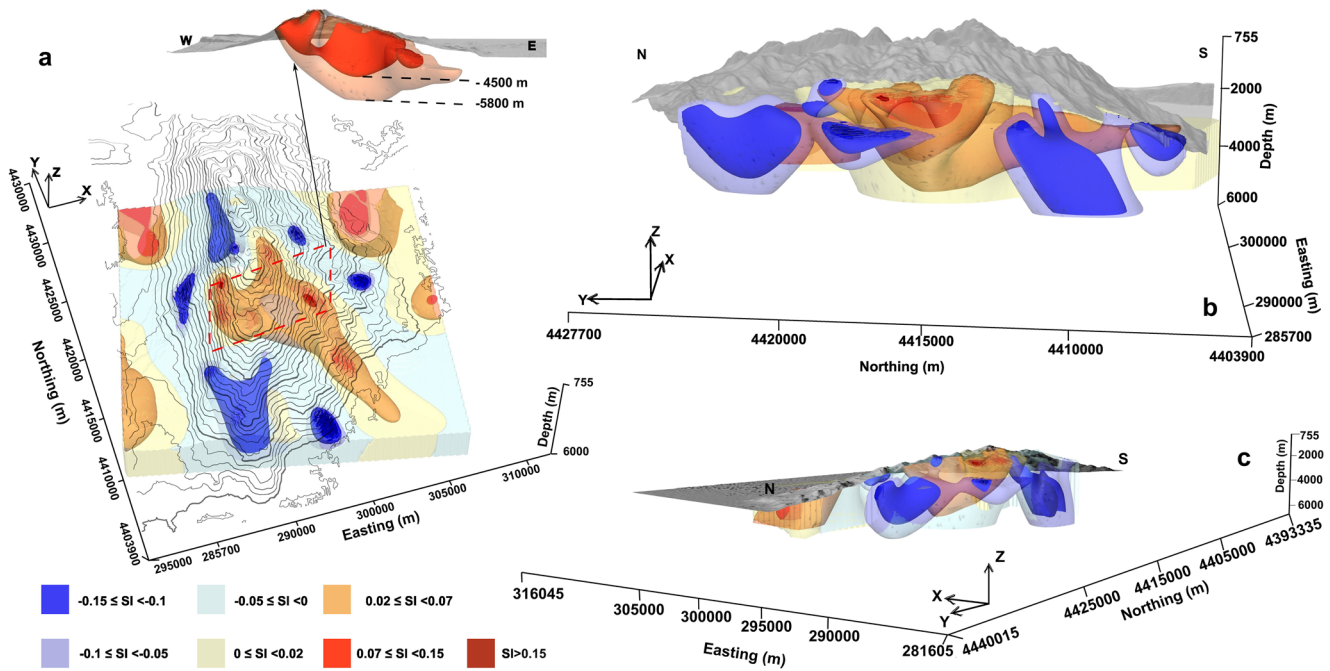 a
W
E
- 4500 m
-5800 m
Y
Z
X
4430000
4430000
4425000
4420000
4415000
4410000
4403900
Northing (m)
295000
285700
290000
300000
305000
310000
Easting (m)
755
Depth (m)
6000
N
S
755
2000
4000
6000
Depth (m)
300000
290000
285700
Easting (m)
Z
X
Y
b
4427700
4420000
4415000
4410000
4403900
Northing (m)
c
N
S
755
2000
4000
6000
Depth (m)
Z
X
Y
316045
305000
300000
295000
290000
281605
Easting (m)
4440015
4425000
4415000
4405000
4393335
Northing (m)
-0.15 ≤ SI <-0.1
-0.05 ≤ SI <0
0.02 ≤ SI <0.07
-0.1 ≤ SI <-0.05
0 ≤ SI <0.02
0.07 ≤ SI <0.15
SI>0.15